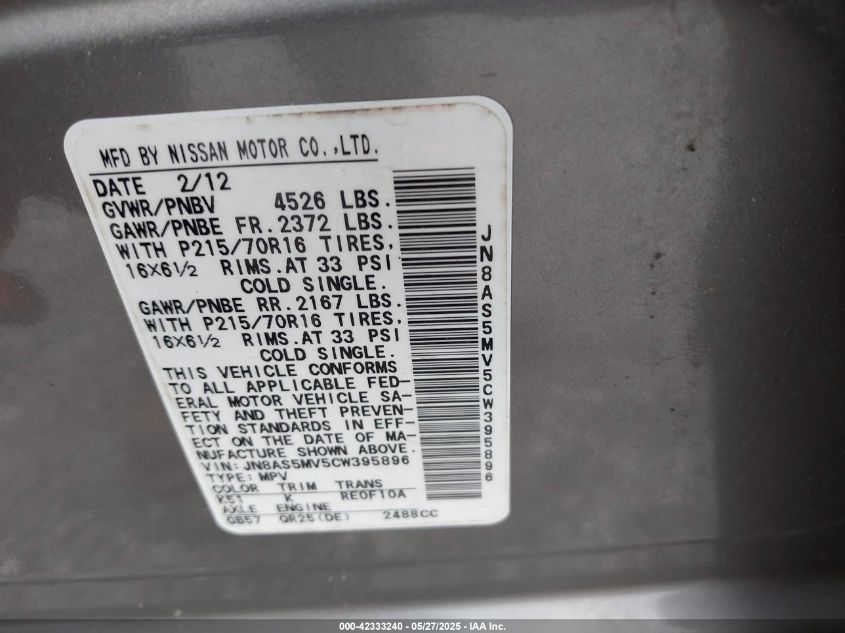 MFD BY NISSAN MOTOR CO.,LTD.
DATE 2/12
GVWR/PNBV 4526 LBS.
GAWR/PNBE FR.2372 LBS.
WITH P215/70R16 TIRES,
16X6½ RIMS.AT 33 PSI
COLD SINGLE.
GAWR/PNBE RR.2167 LBS.
WITH P215/70R16 TIRES,
16X6½ RIMS.AT 33 PSI
COLD SINGLE.
THIS VEHICLE CONFORMS
TO ALL APPLICABLE FED-
ERAL MOTOR VEHICLE SA-
FETY AND THEFT PREVEN-
TION STANDARDS IN EFF-
ECT ON THE DATE OF MA-
NUFACTURE SHOWN ABOVE.
VIN: JN8AS5MV5CW395896
TYPE: MPV
COLOR TRIM TRANS
K51 K RE0F10A
AXLE ENGINE
GB57 QR25(DE) 2488CC
JN8AS5MV5CW395896
000-42333240 - 05/27/2025 - IAA Inc.